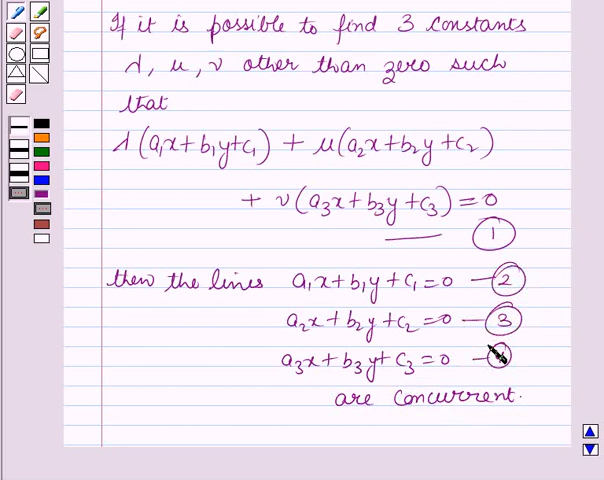 If it is possible to find 3 constants
λ, μ, ν other than zero such
that
λ(a₁x+b₁y+c₁) + μ(a₂x+b₂y+c₂)
+ ν(a₃x+b₃y+c₃)=0
— 1
then the lines a₁x+b₁y+c₁=0 — 2
a₂x+b₂y+c₂=0 — 3
a₃x+b₃y+c₃=0 —
are concurrent.